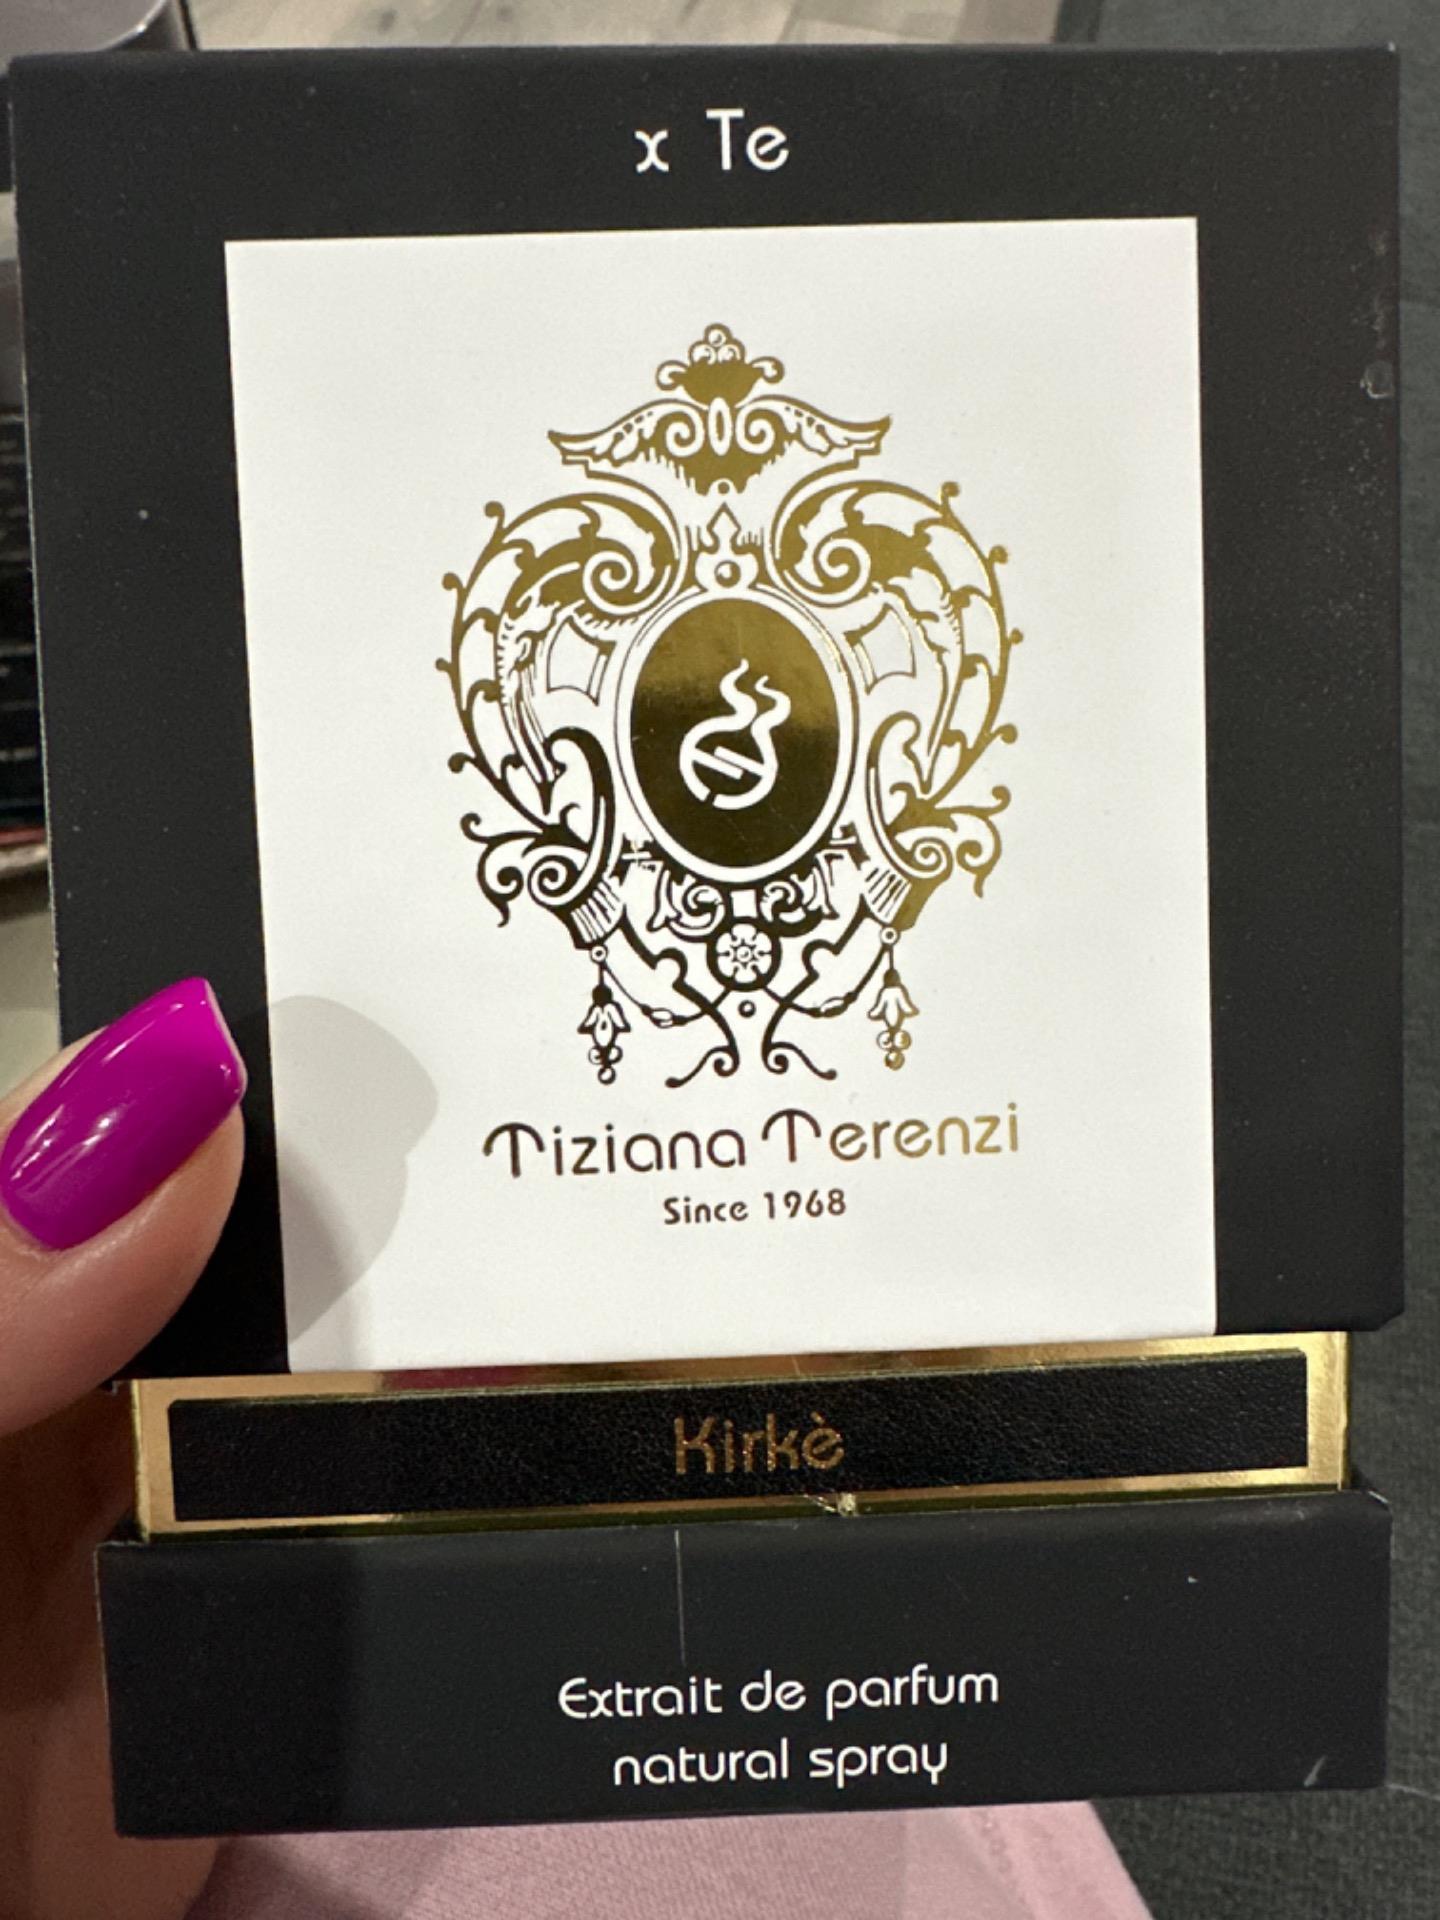 x Te
Tiziana Terenzi
Since 1968
Kirkè
Extrait de parfum
natural spray